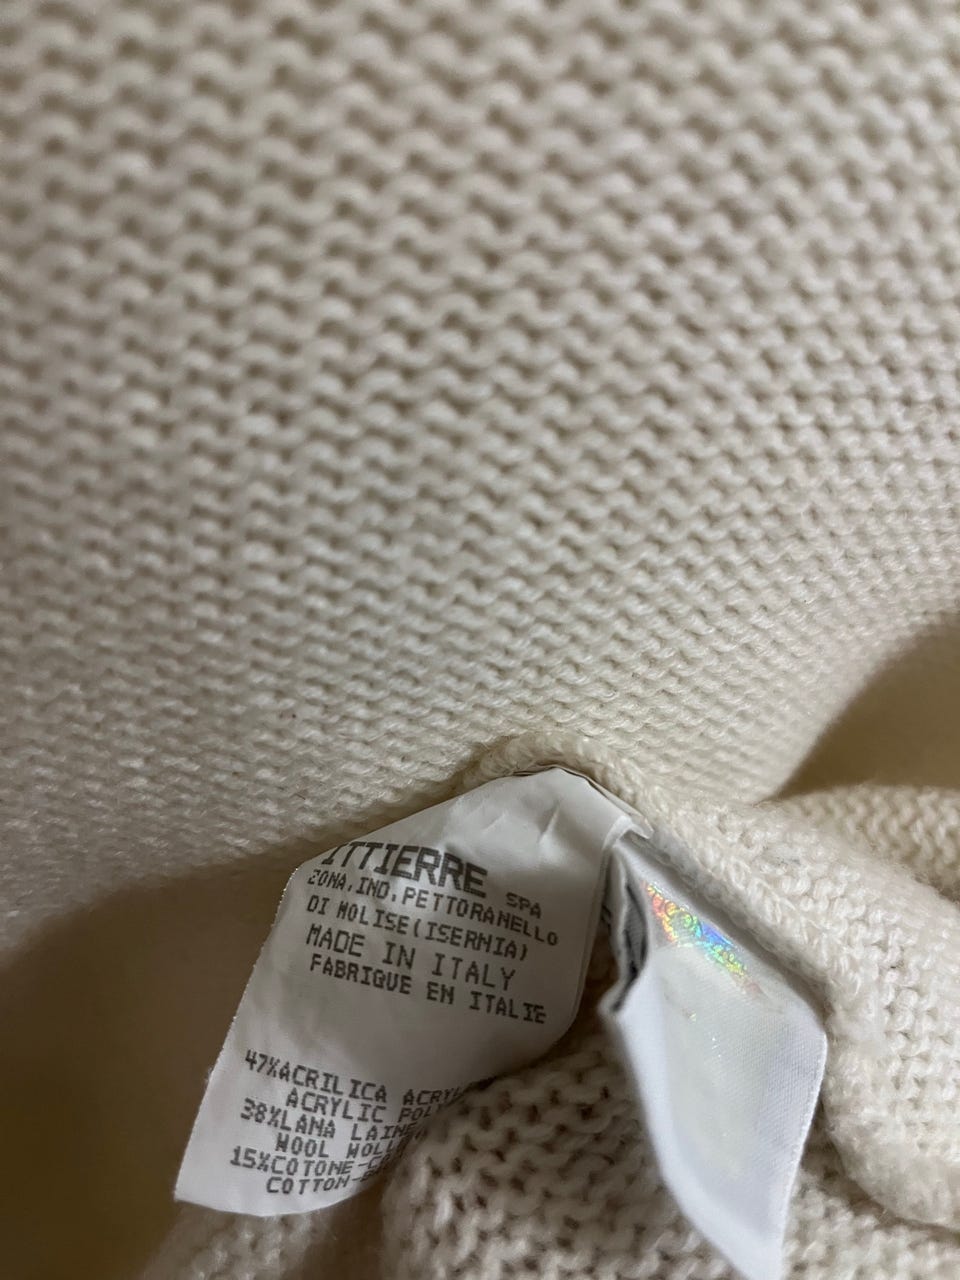 ITTIERRE SPA
ZONA.IND.PETTORANELLO
DI MOLISE(ISERNIA)
MADE IN ITALY
FABRIQUE EN ITALIE
47%ACRILICA
ACRYLIC
38%LANA LAINE
WOOL
15%COTONE-
COTTON-